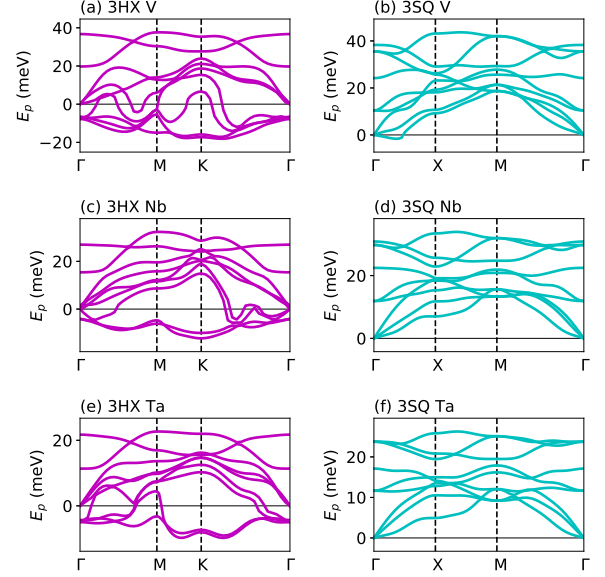 (a) 3HX V
(b) 3SQ V
E_p (meV)
40
20
0
−20
Γ
M
K
Γ
E_p (meV)
40
20
0
Γ
X
M
Γ
(c) 3HX Nb
(d) 3SQ Nb
E_p (meV)
20
0
Γ
M
K
Γ
E_p (meV)
20
0
Γ
X
M
Γ
(e) 3HX Ta
(f) 3SQ Ta
E_p (meV)
20
0
Γ
M
K
Γ
E_p (meV)
20
10
0
Γ
X
M
Γ